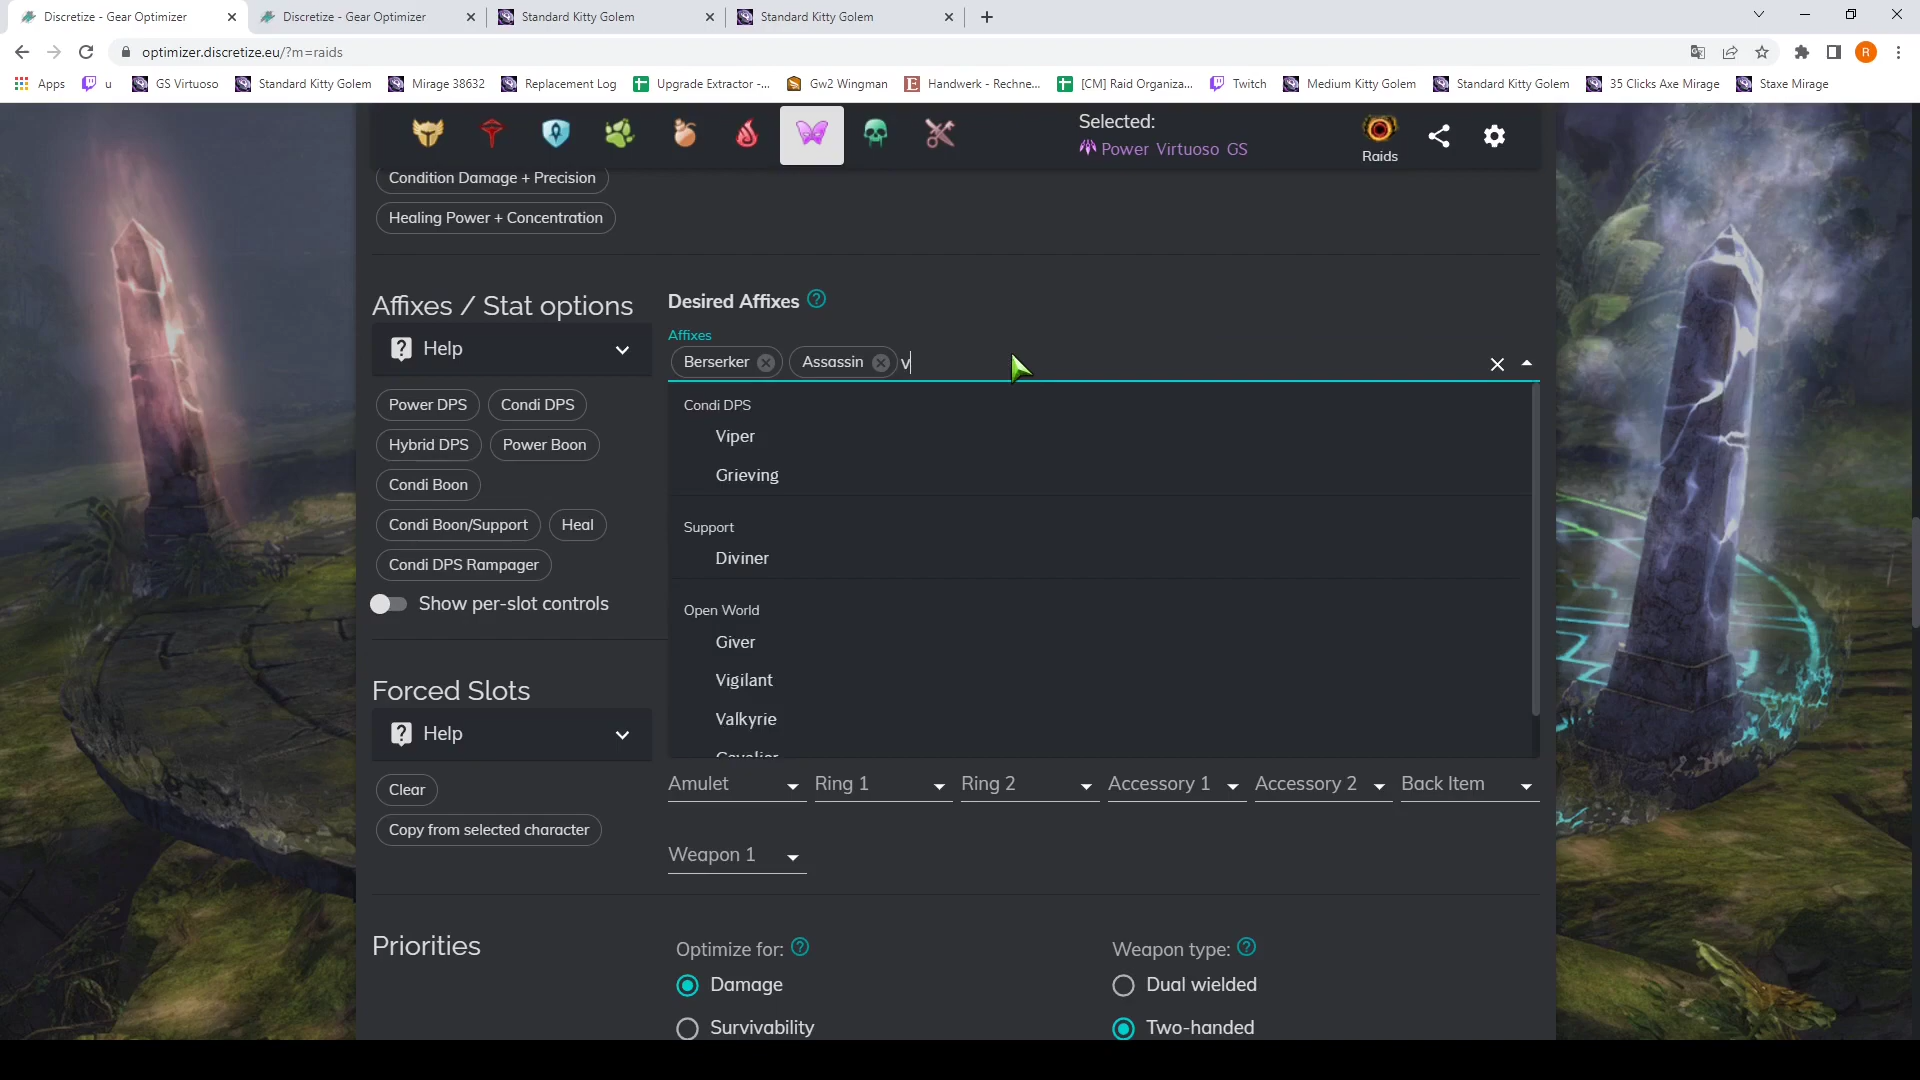 Discretize - Gear Optimizer
Discretize - Gear Optimizer
Standard Kitty Golem
Standard Kitty Golem
optimizer.discretize.eu/?m=raids
R
Apps
u
GS Virtuoso
Standard Kitty Golem
Mirage 38632
Replacement Log
Upgrade Extractor -...
Gw2 Wingman
Handwerk - Rechne...
[CM] Raid Organiza...
Twitch
Medium Kitty Golem
Standard Kitty Golem
35 Clicks Axe Mirage
Staxe Mirage
Selected:
Power Virtuoso GS
Raids
Condition Damage + Precision
Healing Power + Concentration
Affixes / Stat options
Help
Power DPS
Condi DPS
Hybrid DPS
Power Boon
Condi Boon
Condi Boon/Support
Heal
Condi DPS Rampager
Show per-slot controls
Desired Affixes
Affixes
Berserker
Assassin
v
Condi DPS
Viper
Grieving
Support
Diviner
Open World
Giver
Vigilant
Valkyrie
Forced Slots
Help
Clear
Copy from selected character
Amulet
Ring 1
Ring 2
Accessory 1
Accessory 2
Back Item
Weapon 1
Priorities
Optimize for:
Damage
Survivability
Weapon type:
Dual wielded
Two-handed